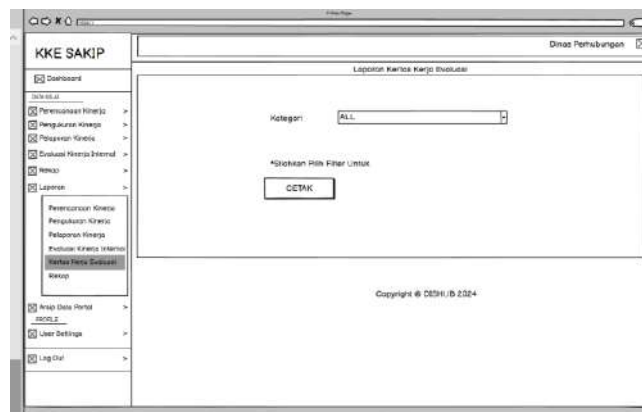 KKE SAKIP
Dinas Perhubungan
Dashboard
Laporan Kertas Kerja Evaluasi
Perencanaan Kinerja >
Pengukuran Kinerja >
Pelaporan Kinerja >
Evaluasi Kinerja Internal >
Rekap >
Laporan >
Perencanaan Kinerja
Pengukuran Kinerja
Pelaporan Kinerja
Evaluasi Kinerja Internal
Kertas Kerja Evaluasi
Rekap
Arsip Data Portal >
PROFILE
User Settings >
Log Out >
Kategori
ALL
*Silahkan Pilih Filter Untuk
CETAK
Copyright © DISHUB 2024